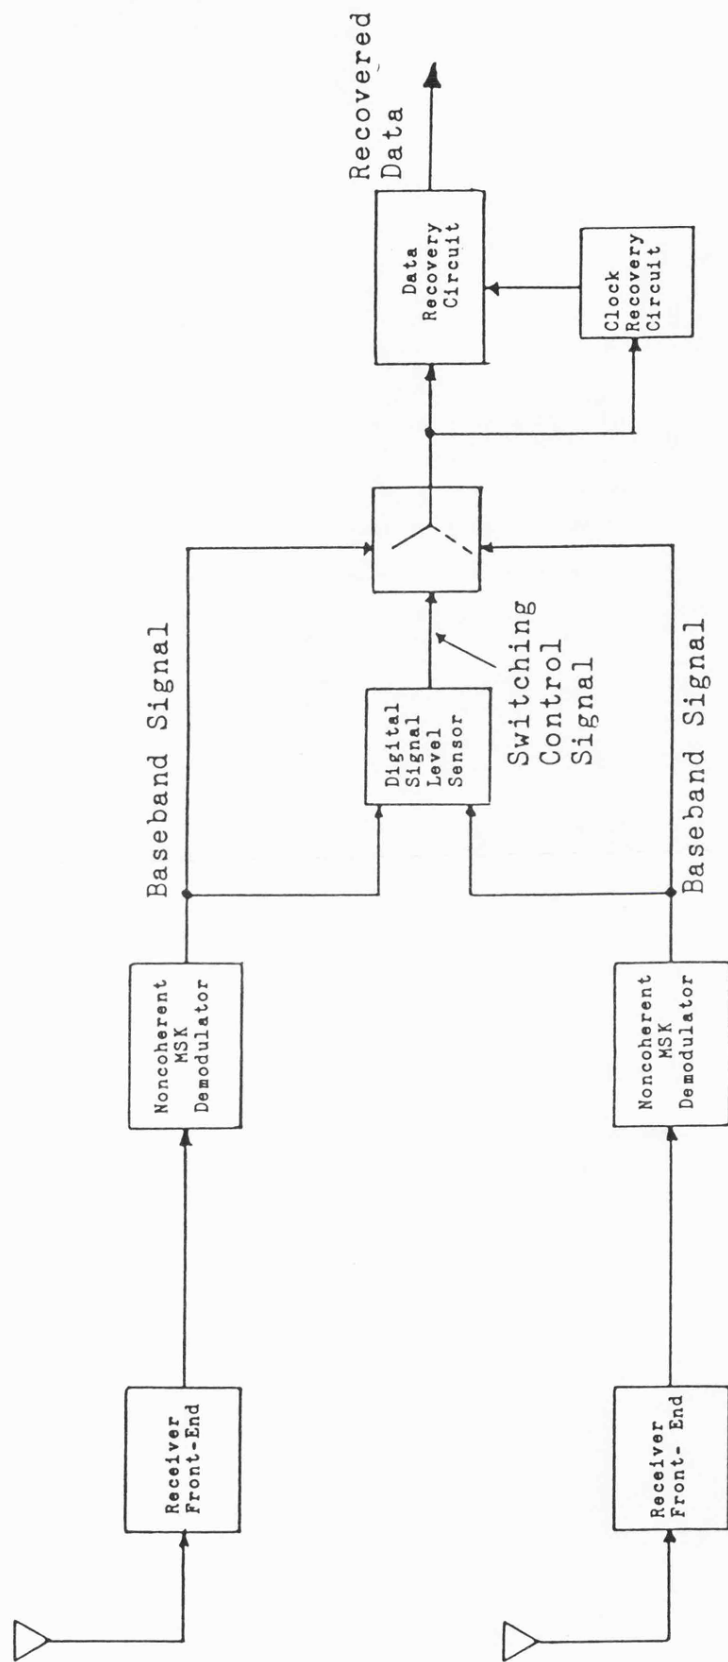 Receiver
Front-End
Noncoherent
MSK
Demodulator
Baseband Signal
Digital
Signal
Level
Sensor
Switching
Control
Signal
Data
Recovery
Circuit
Clock
Recovery
Circuit
Recovered
Data
Receiver
Front- End
Noncoherent
MSK
Demodulator
Baseband Signal